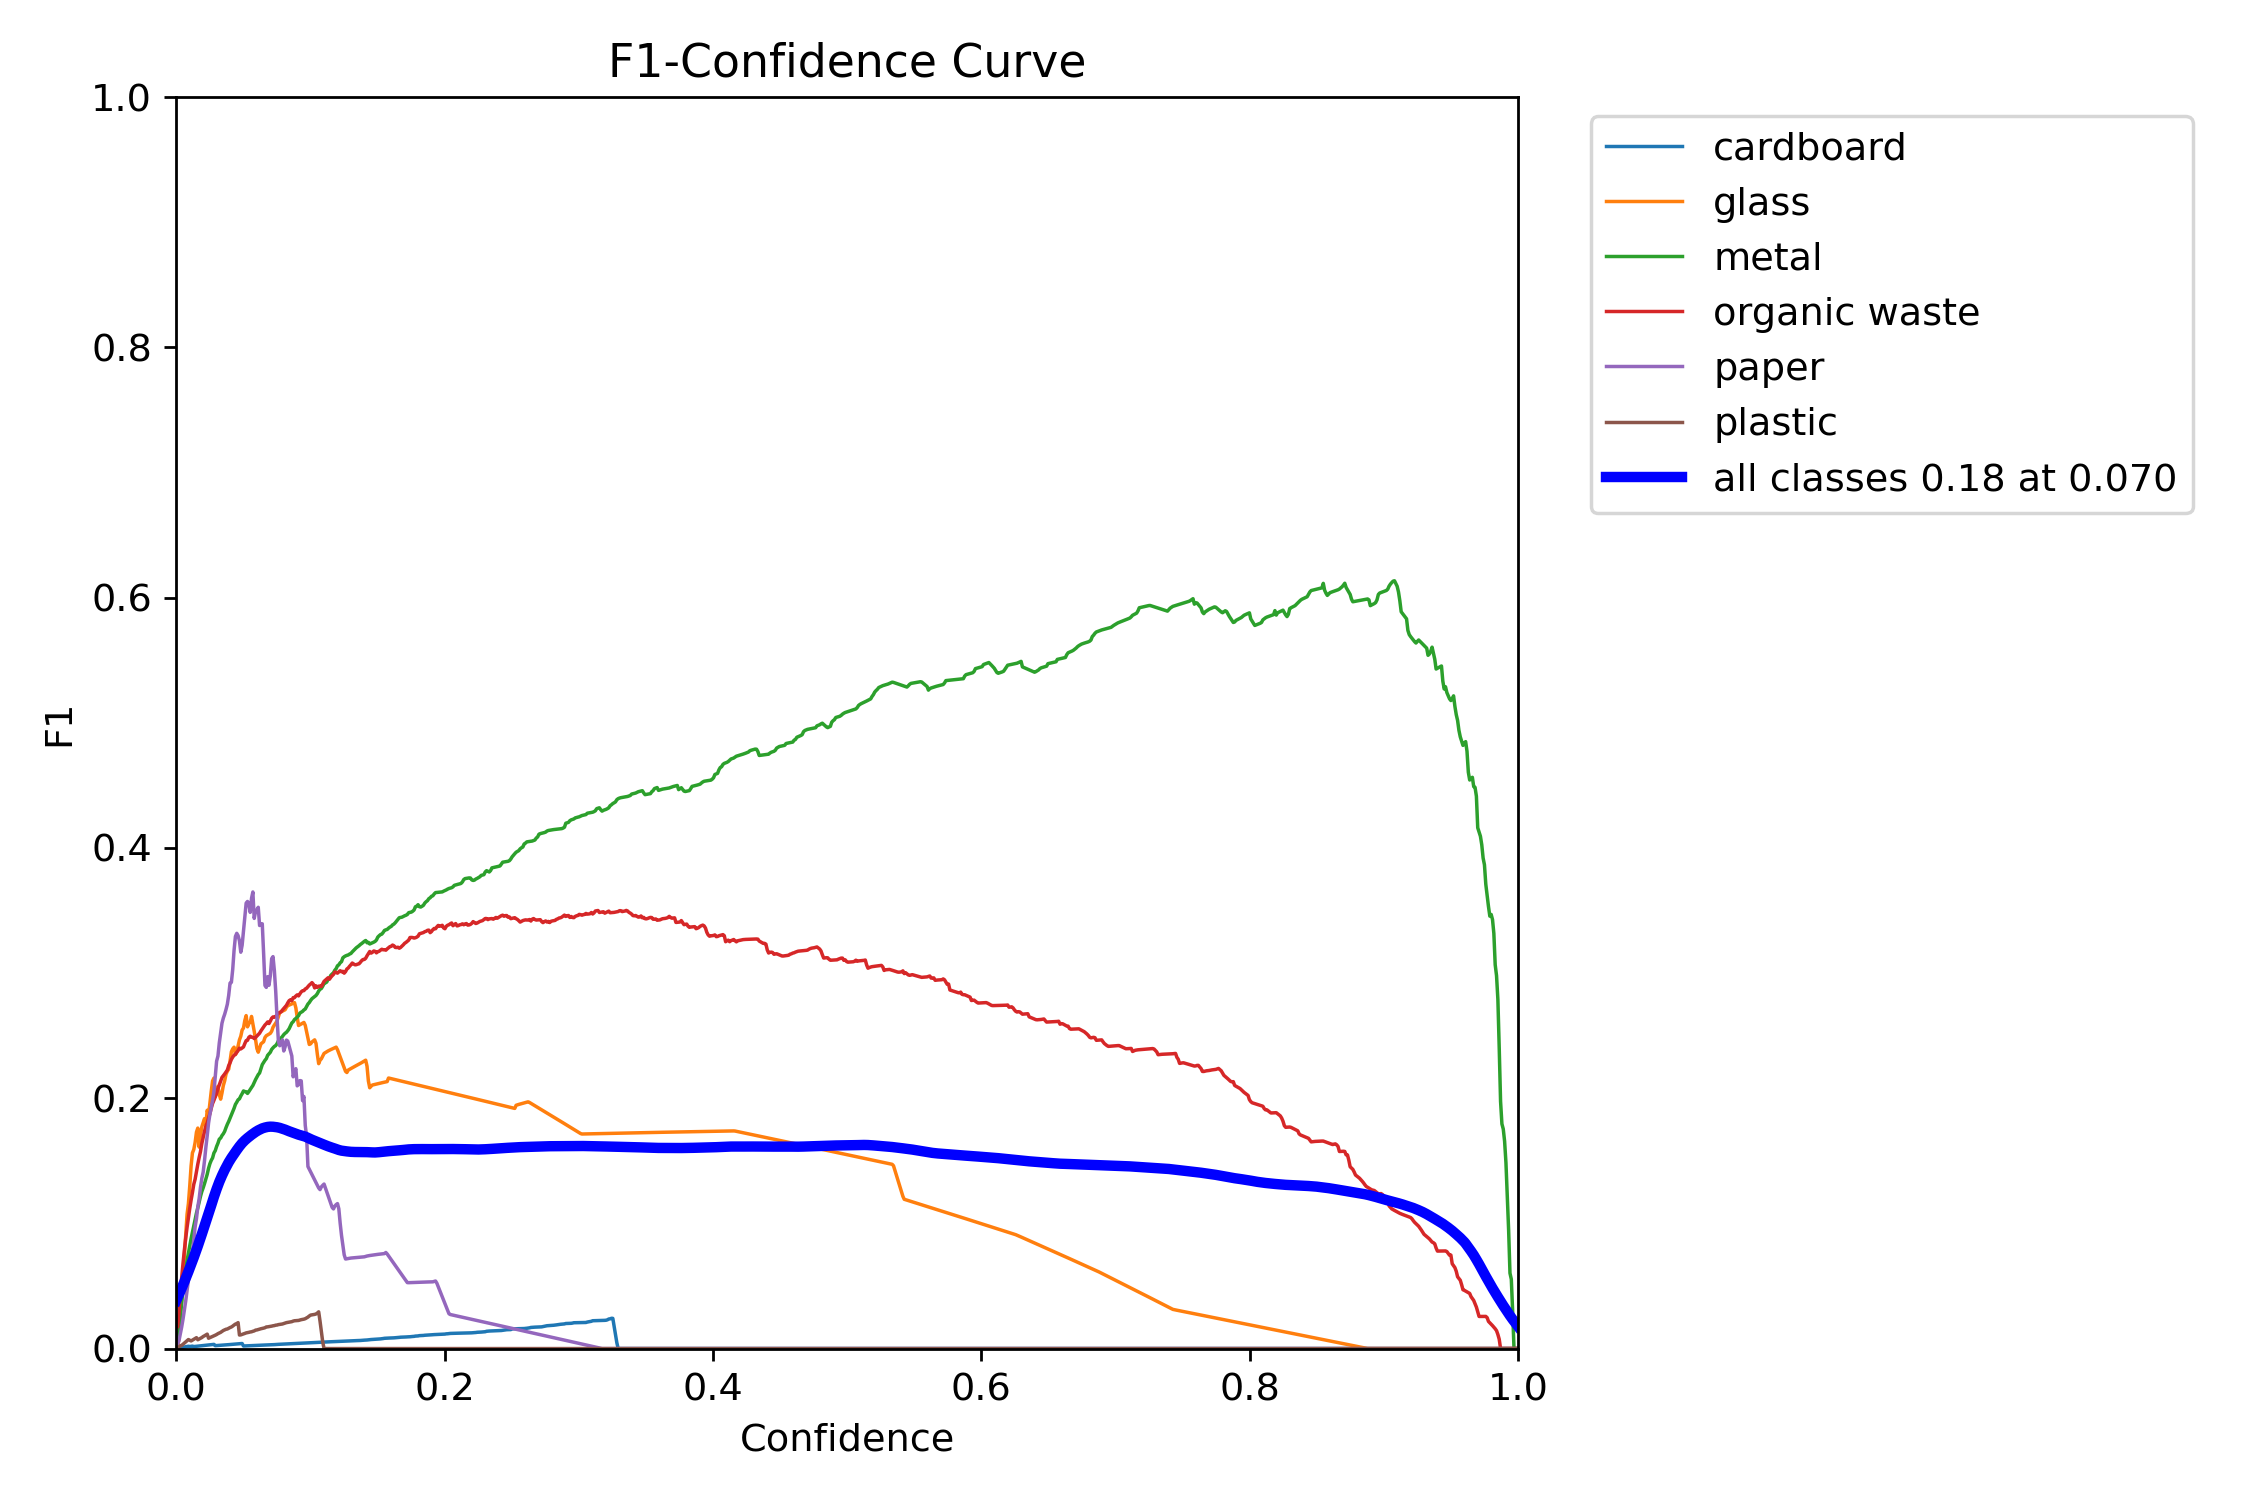 F1-Confidence Curve
1.0
0.8
0.6
0.4
0.2
0.0
F1
0.0 0.2 0.4 0.6 0.8 1.0
Confidence
cardboard
glass
metal
organic waste
paper
plastic
all classes 0.18 at 0.070